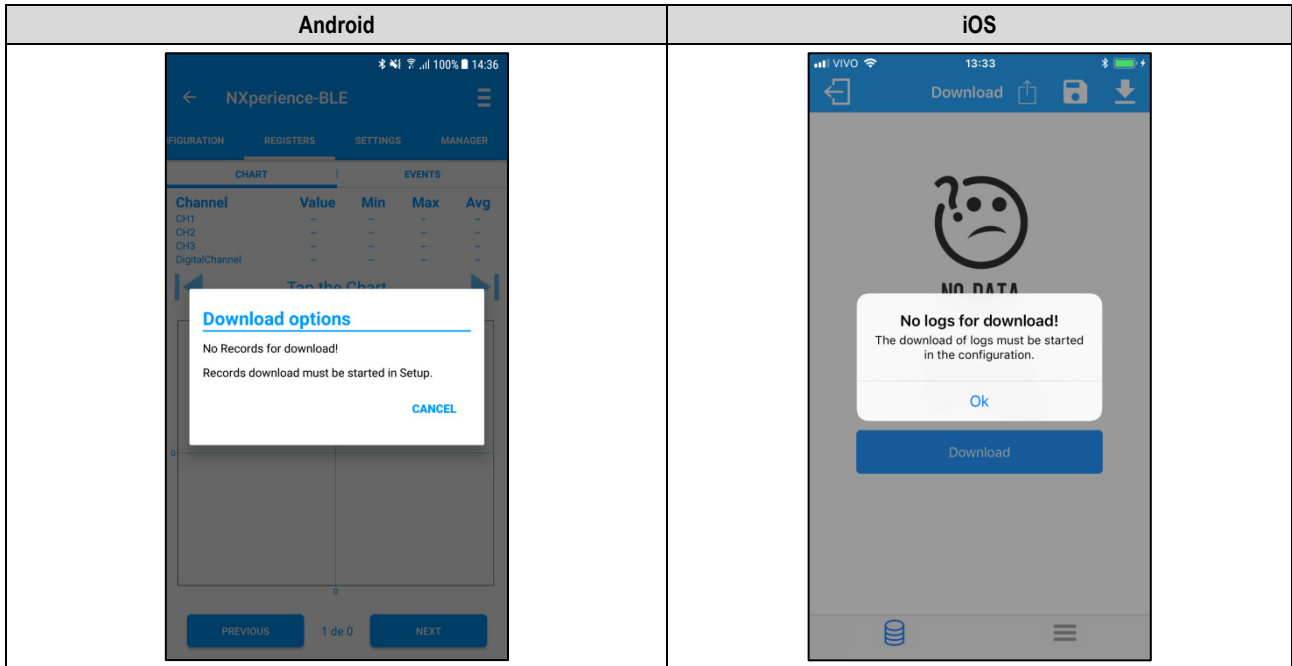 Android
iOS
100% 14:36
NXperience-BLE
FIGURATION REGISTERS SETTINGS MANAGER
CHART EVENTS
Channel Value Min Max Avg
CH1 – – – –
CH2 – – – –
CH3 – – – –
DigitalChannel – – – –
Tap the Chart
Download options
No Records for download!
Records download must be started in Setup.
CANCEL
0
0
PREVIOUS 1 de 0 NEXT
VIVO 13:33
Download
NO DATA
No logs for download!
The download of logs must be started
in the configuration.
Ok
Download